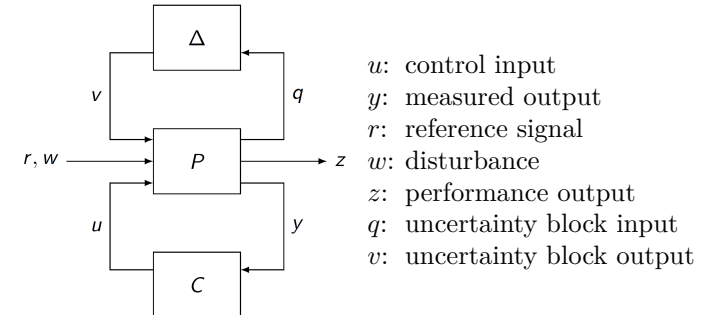 Δ
v
q
r, w
P
z
u
y
C
u: control input
y: measured output
r: reference signal
w: disturbance
z: performance output
q: uncertainty block input
v: uncertainty block output